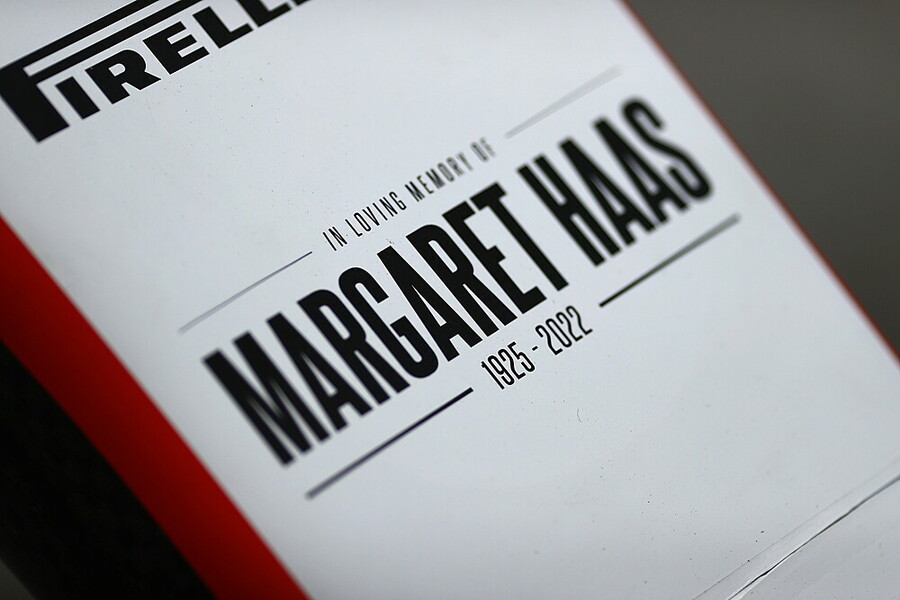 PIRELLI
IN LOVING MEMORY OF
MARGARET HAAS
1925 - 2022